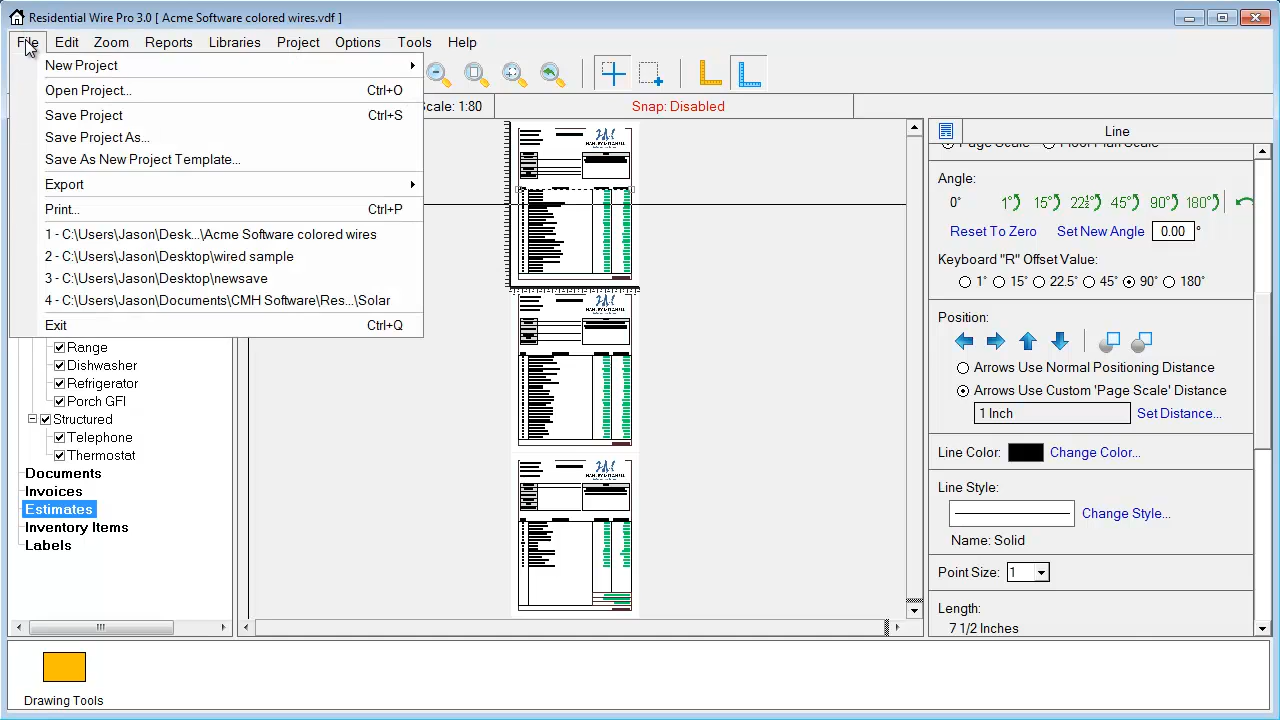 Residential Wire Pro 3.0 [ Acme Software colored wires.vdf ]
File Edit Zoom Reports Libraries Project Options Tools Help
New Project
Open Project... Ctrl+O
Save Project Ctrl+S
Save Project As...
Save As New Project Template...
Export
Print... Ctrl+P
1 - C:\Users\Jason\Desk...\Acme Software colored wires
2 - C:\Users\Jason\Desktop\wired sample
3 - C:\Users\Jason\Desktop\newsave
4 - C:\Users\Jason\Documents\CMH Software\Res...\Solar
Exit Ctrl+Q
cale: 1:80
Snap: Disabled
Range
Dishwasher
Refrigerator
Porch GFI
Structured
Telephone
Thermostat
Documents
Invoices
Estimates
Inventory Items
Labels
Line
Page Scale Floor Plan Scale
Angle:
0° 1° 15° 22½° 45° 90° 180°
Reset To Zero Set New Angle 0.00 °
Keyboard "R" Offset Value:
1° 15° 22.5° 45° 90° 180°
Position:
Arrows Use Normal Positioning Distance
Arrows Use Custom 'Page Scale' Distance
1 Inch Set Distance...
Line Color: Change Color...
Line Style:
Change Style...
Name: Solid
Point Size: 1
Length:
7 1/2 Inches
Drawing Tools